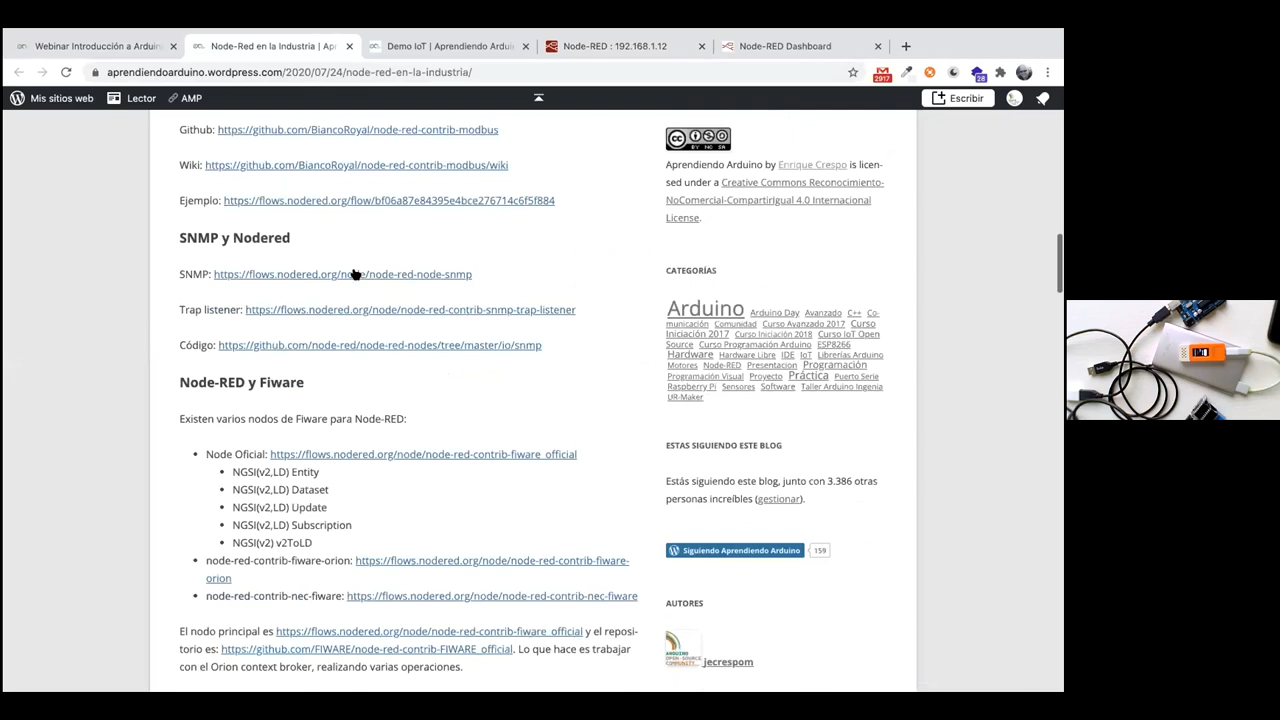 Webinar Introducción a Arduin
Node-Red en la Industria | Apr
Demo IoT | Aprendiendo Ardui
Node-RED : 192.168.1.12
Node-RED Dashboard
aprendiendoarduino.wordpress.com/2020/07/24/node-red-en-la-industria/
2917
28
Mis sitios web
Lector
AMP
Escribir
Github: https://github.com/BiancoRoyal/node-red-contrib-modbus
Wiki: https://github.com/BiancoRoyal/node-red-contrib-modbus/wiki
Ejemplo: https://flows.nodered.org/flow/bf06a87e84395e4bce276714c6f5f884
SNMP y Nodered
SNMP: https://flows.nodered.org/node/node-red-node-snmp
Trap listener: https://flows.nodered.org/node/node-red-contrib-snmp-trap-listener
Código: https://github.com/node-red/node-red-nodes/tree/master/io/snmp
Node-RED y Fiware
Existen varios nodos de Fiware para Node-RED:
Node Oficial: https://flows.nodered.org/node/node-red-contrib-fiware_official
NGSI(v2,LD) Entity
NGSI(v2,LD) Dataset
NGSI(v2,LD) Update
NGSI(v2,LD) Subscription
NGSI(v2) v2ToLD
node-red-contrib-fiware-orion: https://flows.nodered.org/node/node-red-contrib-fiware-
orion
node-red-contrib-nec-fiware: https://flows.nodered.org/node/node-red-contrib-nec-fiware
El nodo principal es https://flows.nodered.org/node/node-red-contrib-fiware_official y el reposi-
torio es: https://github.com/FIWARE/node-red-contrib-FIWARE_official. Lo que hace es trabajar
con el Orion context broker, realizando varias operaciones.
cc
BY NC SA
Aprendiendo Arduino by Enrique Crespo is licen-
sed under a Creative Commons Reconocimiento-
NoComercial-CompartirIgual 4.0 Internacional
License.
CATEGORÍAS
Arduino Arduino Day Avanzado C++ Co-
municación Comunidad Curso Avanzado 2017 Curso
Iniciación 2017 Curso Iniciación 2018 Curso IoT Open
Source Curso Programación Arduino ESP8266
Hardware Hardware Libre IDE IoT Librerías Arduino
Motores Node-RED Presentacion Programación
Programación Visual Proyecto Práctica Puerto Serie
Raspberry Pi Sensores Software Taller Arduino Ingenia
UR-Maker
ESTAS SIGUIENDO ESTE BLOG
Estás siguiendo este blog, junto con 3.386 otras
personas increíbles (gestionar).
Siguiendo Aprendiendo Arduino
159
AUTORES
ARDUINO
OPEN-SOURCE
COMMUNITY
jecrespom